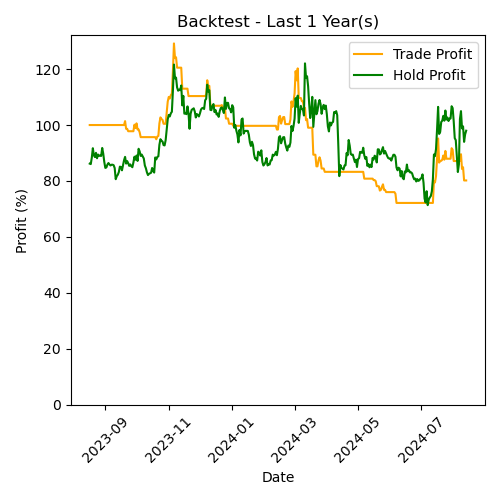 Backtest - Last 1 Year(s)
Trade Profit
Hold Profit
Profit (%)
120
100
80
60
40
20
0
2023-09
2023-11
2024-01
2024-03
2024-05
2024-07
Date